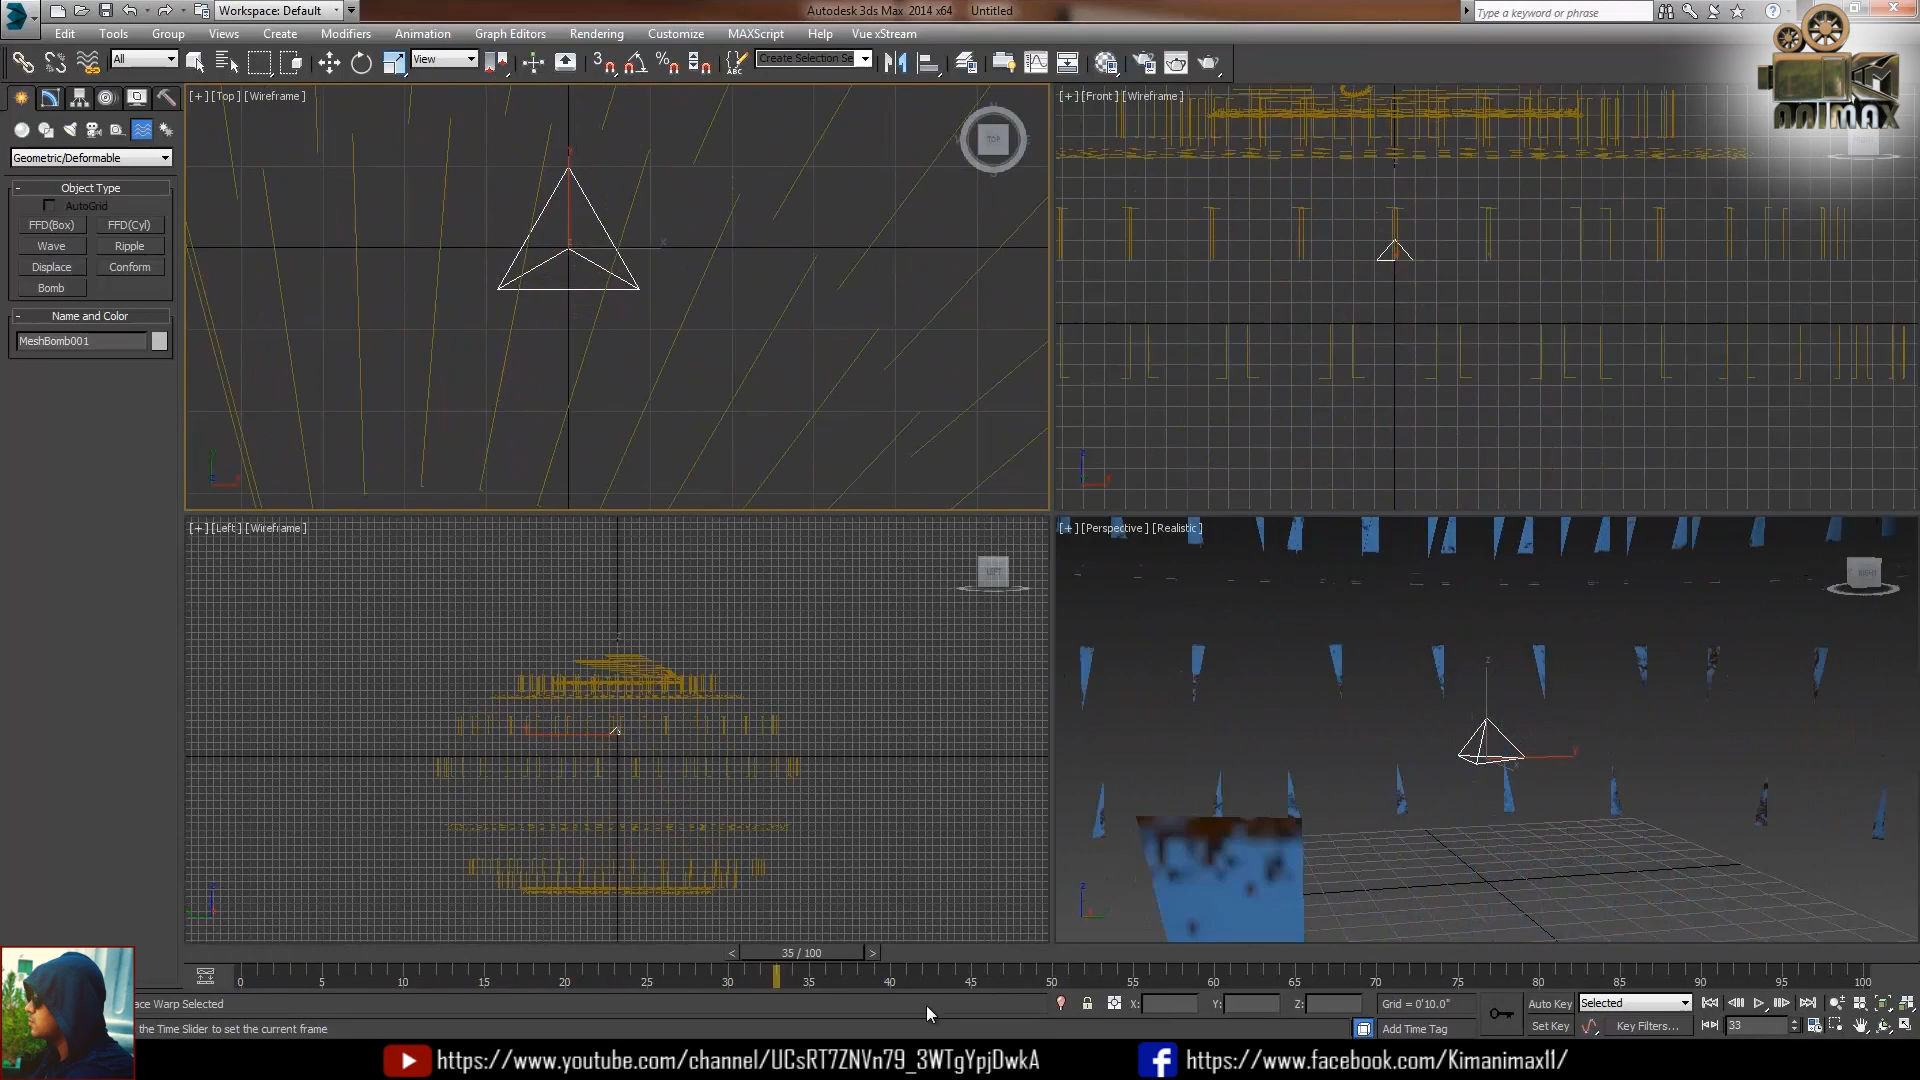 Workspace: Default
Autodesk 3ds Max 2014 x64 Untitled
Type a keyword or phrase
Edit Tools Group Views Create Modifiers Animation Graph Editors Rendering Customize MAXScript Help Vue xStream
All View Create Selection Se
ANIMAX
[+] [Top] [Wireframe]
TOP
[+] [Front] [Wireframe]
Geometric/Deformable
- Object Type
AutoGrid
FFD(Box) FFD(Cyl)
Wave Ripple
Displace Conform
Bomb
- Name and Color
MeshBomb001
[+] [Left] [Wireframe]
LEFT
[+] [Perspective] [Realistic]
RIGHT
< 35 / 100 >
0 5 10 15 20 25 30 35 40 45 50 55 60 65 70 75 80 85 90 95 100
ace Warp Selected
X: Y: Z: Grid = 0'10.0" Auto Key Selected
the Time Slider to set the current frame
Add Time Tag Set Key Key Filters... 33
https://www.youtube.com/channel/UCsRT7ZNVn79_3WTgYpjDwkA
https://www.facebook.com/Kimanimax11/